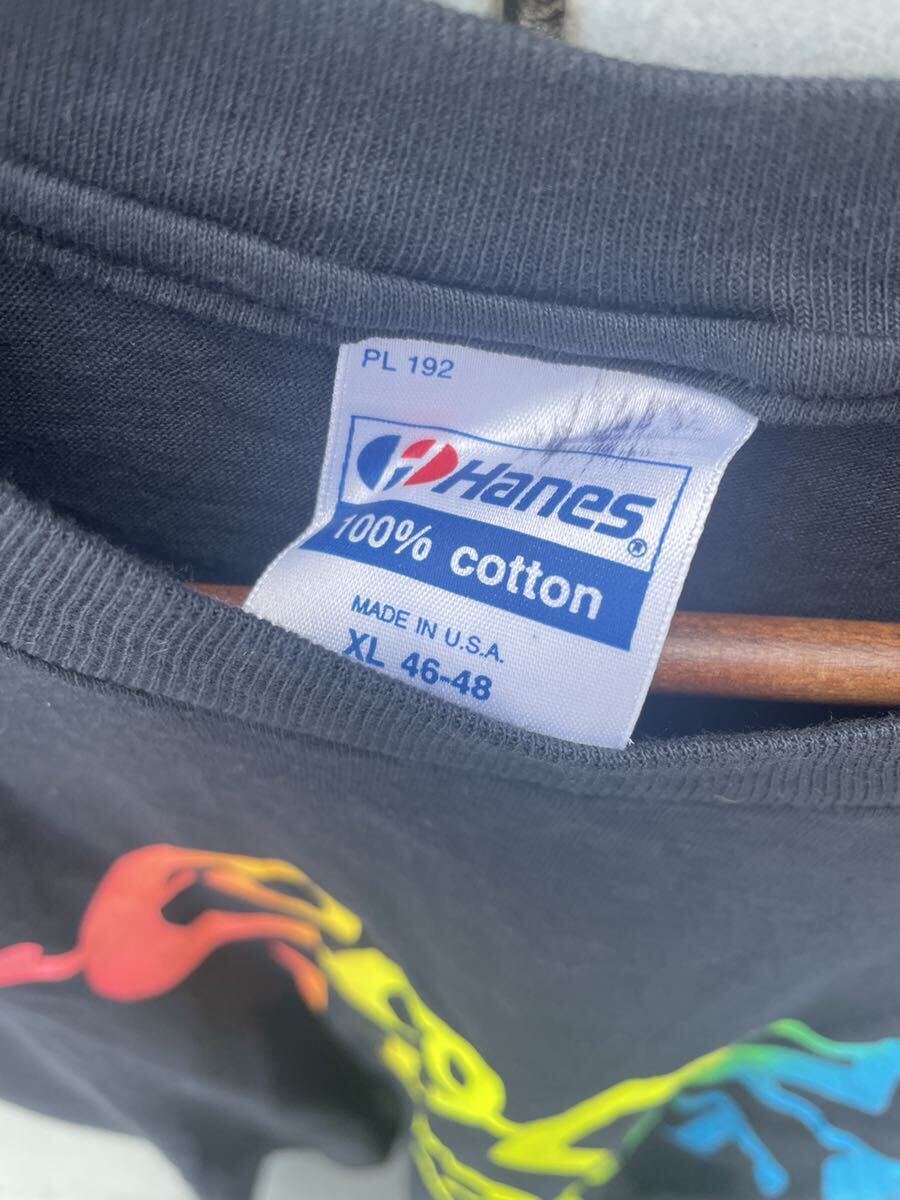 PL 192
Hanes®
100% cotton
MADE IN U.S.A.
XL 46-48